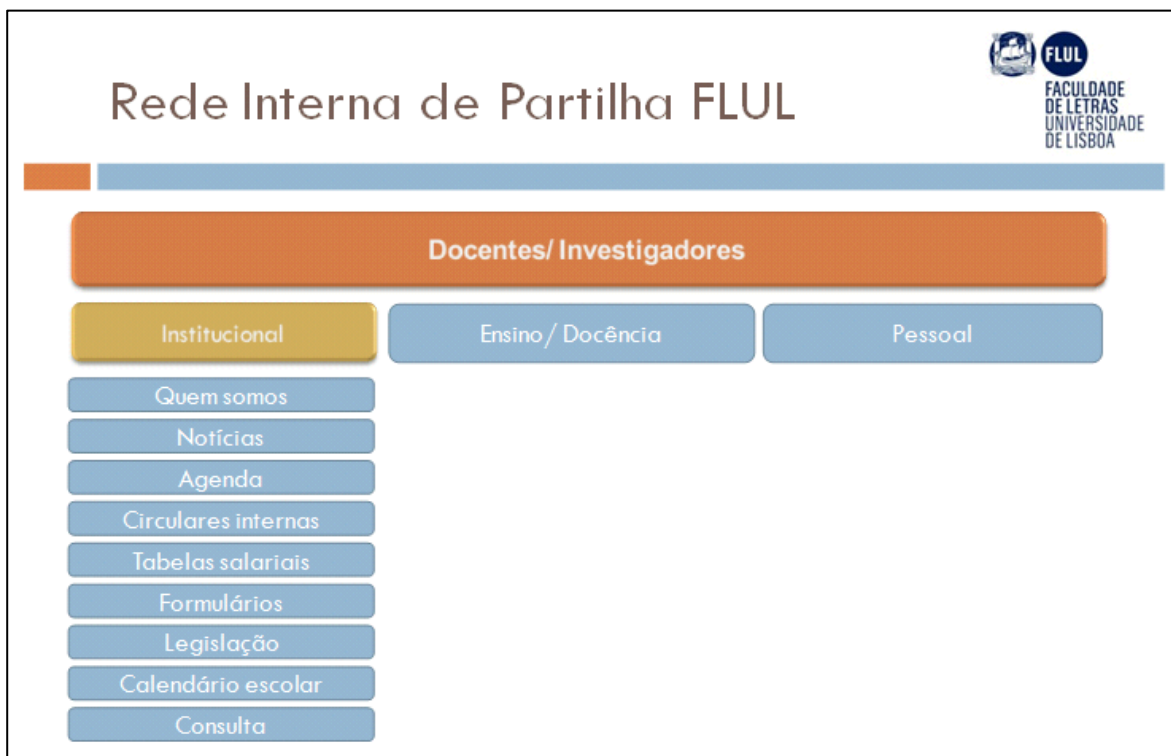 Rede Interna de Partilha FLUL
FLUL
FACULDADE
DE LETRAS
UNIVERSIDADE
DE LISBOA
Docentes/ Investigadores
Institucional
Ensino/ Docência
Pessoal
Quem somos
Notícias
Agenda
Circulares internas
Tabelas salariais
Formulários
Legislação
Calendário escolar
Consulta